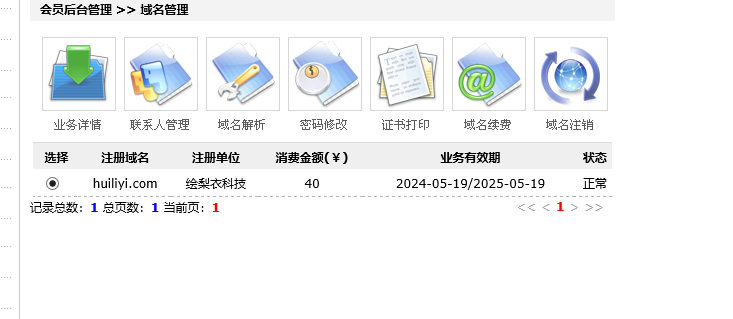 会员后台管理 >> 域名管理
业务详情 联系人管理 域名解析 密码修改 证书打印 域名续费 域名注销
选择 注册域名 注册单位 消费金额(￥) 业务有效期 状态
huiliyi.com 绘梨衣科技 40 2024-05-19/2025-05-19 正常
记录总数：1 总页数：1 当前页：1 << < 1 > >>